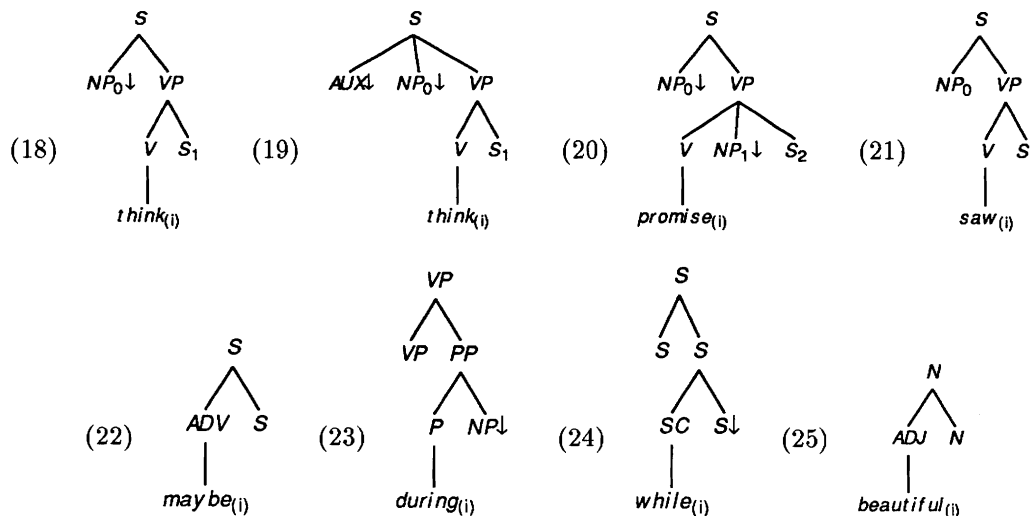 S S S S
NP₀↓ VP AUX↓ NP₀↓ VP NP₀↓ VP NP₀ VP
(18) V S₁ (19) V S₁ (20) V NP₁↓ S₂ (21) V S
think(i) think(i) promise(i) saw(i)
VP S
S VP PP S S N
(22) ADV S (23) P NP↓ (24) SC S↓ (25) ADJ N
maybe(i) during(i) while(i) beautiful(i)